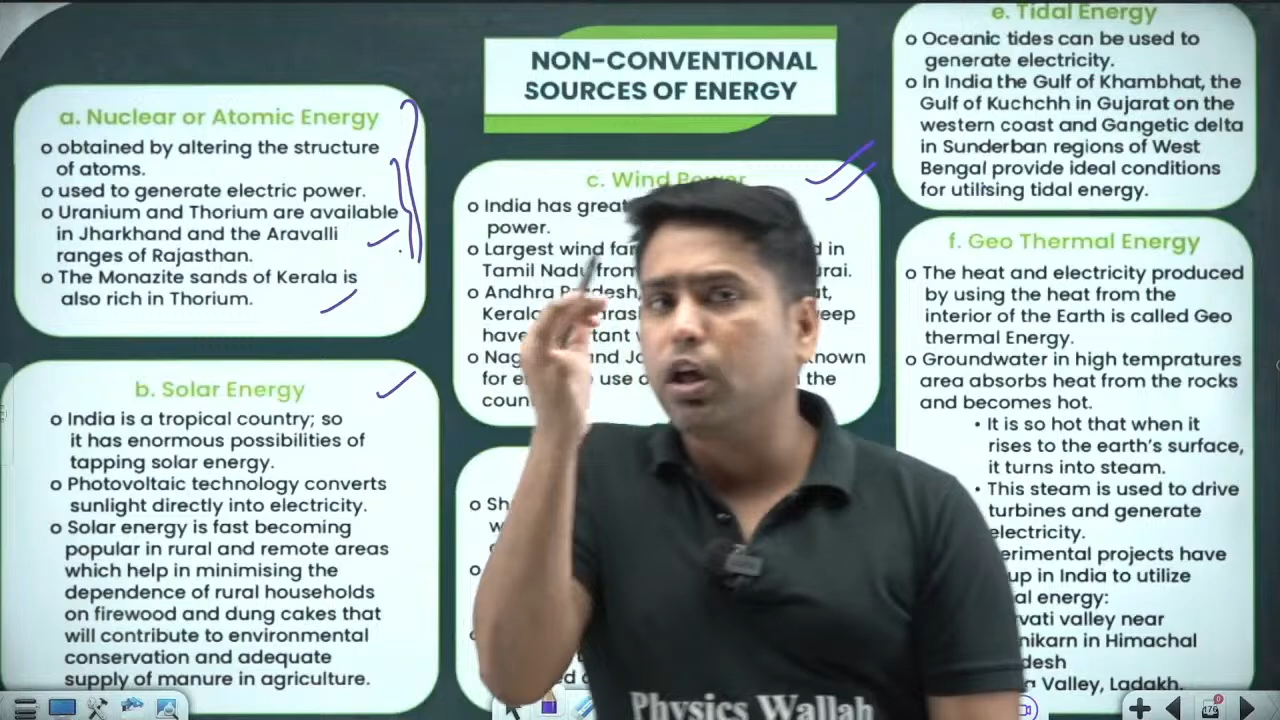 NON-CONVENTIONAL
SOURCES OF ENERGY
a. Nuclear or Atomic Energy
o obtained by altering the structure
of atoms.
o used to generate electric power.
o Uranium and Thorium are available
in Jharkhand and the Aravalli
ranges of Rajasthan.
o The Monazite sands of Kerala is
also rich in Thorium.
b. Solar Energy
o India is a tropical country; so
it has enormous possibilities of
tapping solar energy.
o Photovoltaic technology converts
sunlight directly into electricity.
o Solar energy is fast becoming
popular in rural and remote areas
which help in minimising the
dependence of rural households
on firewood and dung cakes that
will contribute to environmental
conservation and adequate
supply of manure in agriculture.
c. Wind Power
o India has great
power.
o Largest wind in
Tamil Nadu from
o Andhra Pradesh,
Kerala
have
o and known
for use the
e. Tidal Energy
o Oceanic tides can be used to
generate electricity.
o In India the Gulf of Khambhat, the
Gulf of Kuchchh in Gujarat on the
western coast and Gangetic delta
in Sunderban regions of West
Bengal provide ideal conditions
for utilising tidal energy.
f. Geo Thermal Energy
o The heat and electricity produced
by using the heat from the
interior of the Earth is called Geo
thermal Energy.
o Groundwater in high tempratures
area absorbs heat from the rocks
and becomes hot.
• It is so hot that when it
rises to the earth's surface,
it turns into steam.
• This steam is used to drive
turbines and generate
electricity.
projects have
up in India to utilize
energy:
valley near
in Himachal
Valley, Ladakh.
Physics Wallah
176